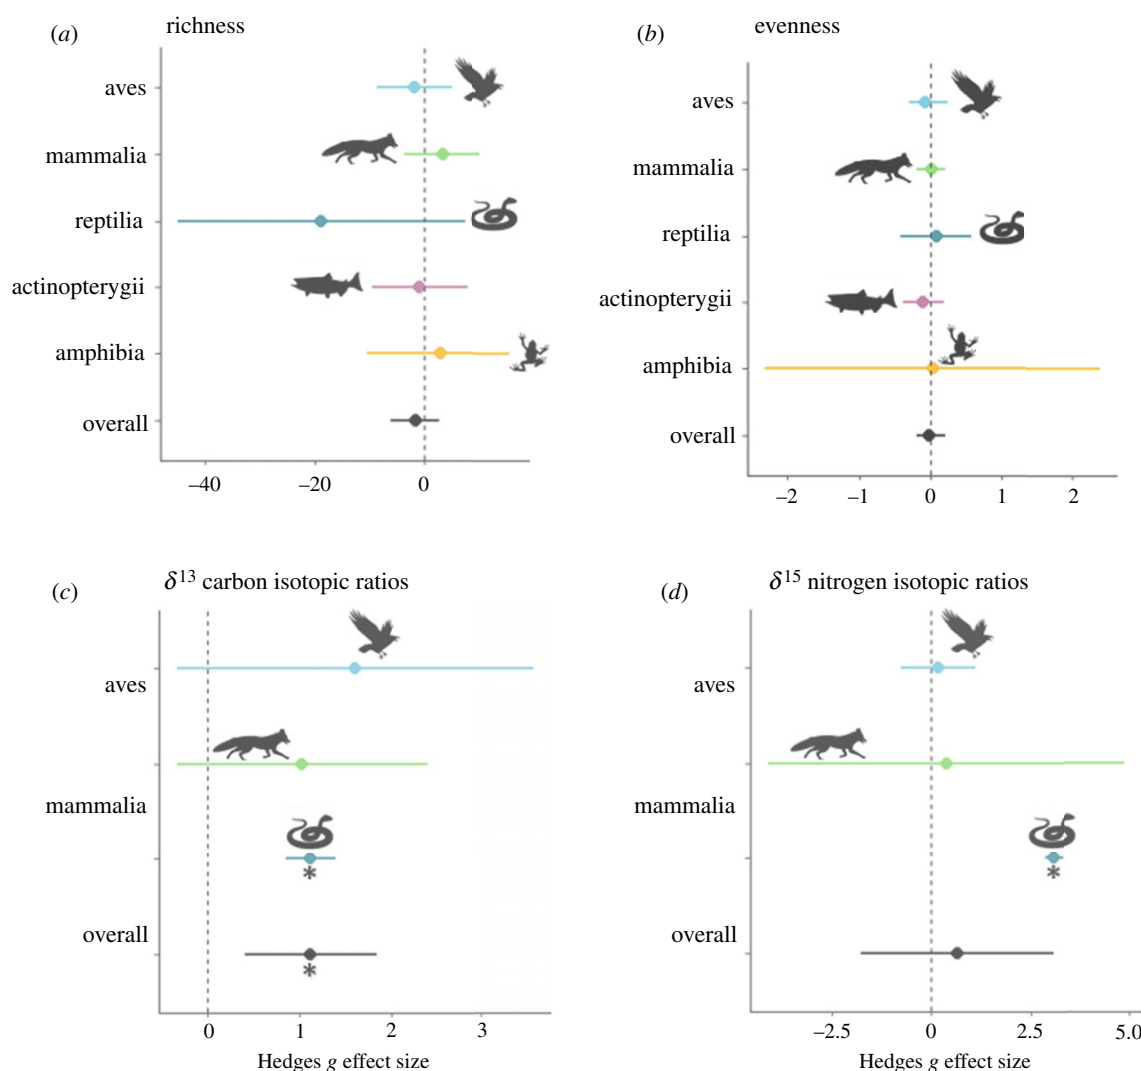 (a) richness
aves
mammalia
reptilia
actinopterygii
amphibia
overall
–40 –20 0
(b) evenness
aves
mammalia
reptilia
actinopterygii
amphibia
overall
–2 –1 0 1 2
(c) δ¹³ carbon isotopic ratios
aves
mammalia
*
overall
*
0 1 2 3
Hedges g effect size
(d) δ¹⁵ nitrogen isotopic ratios
aves
mammalia
*
overall
–2.5 0 2.5 5.0
Hedges g effect size